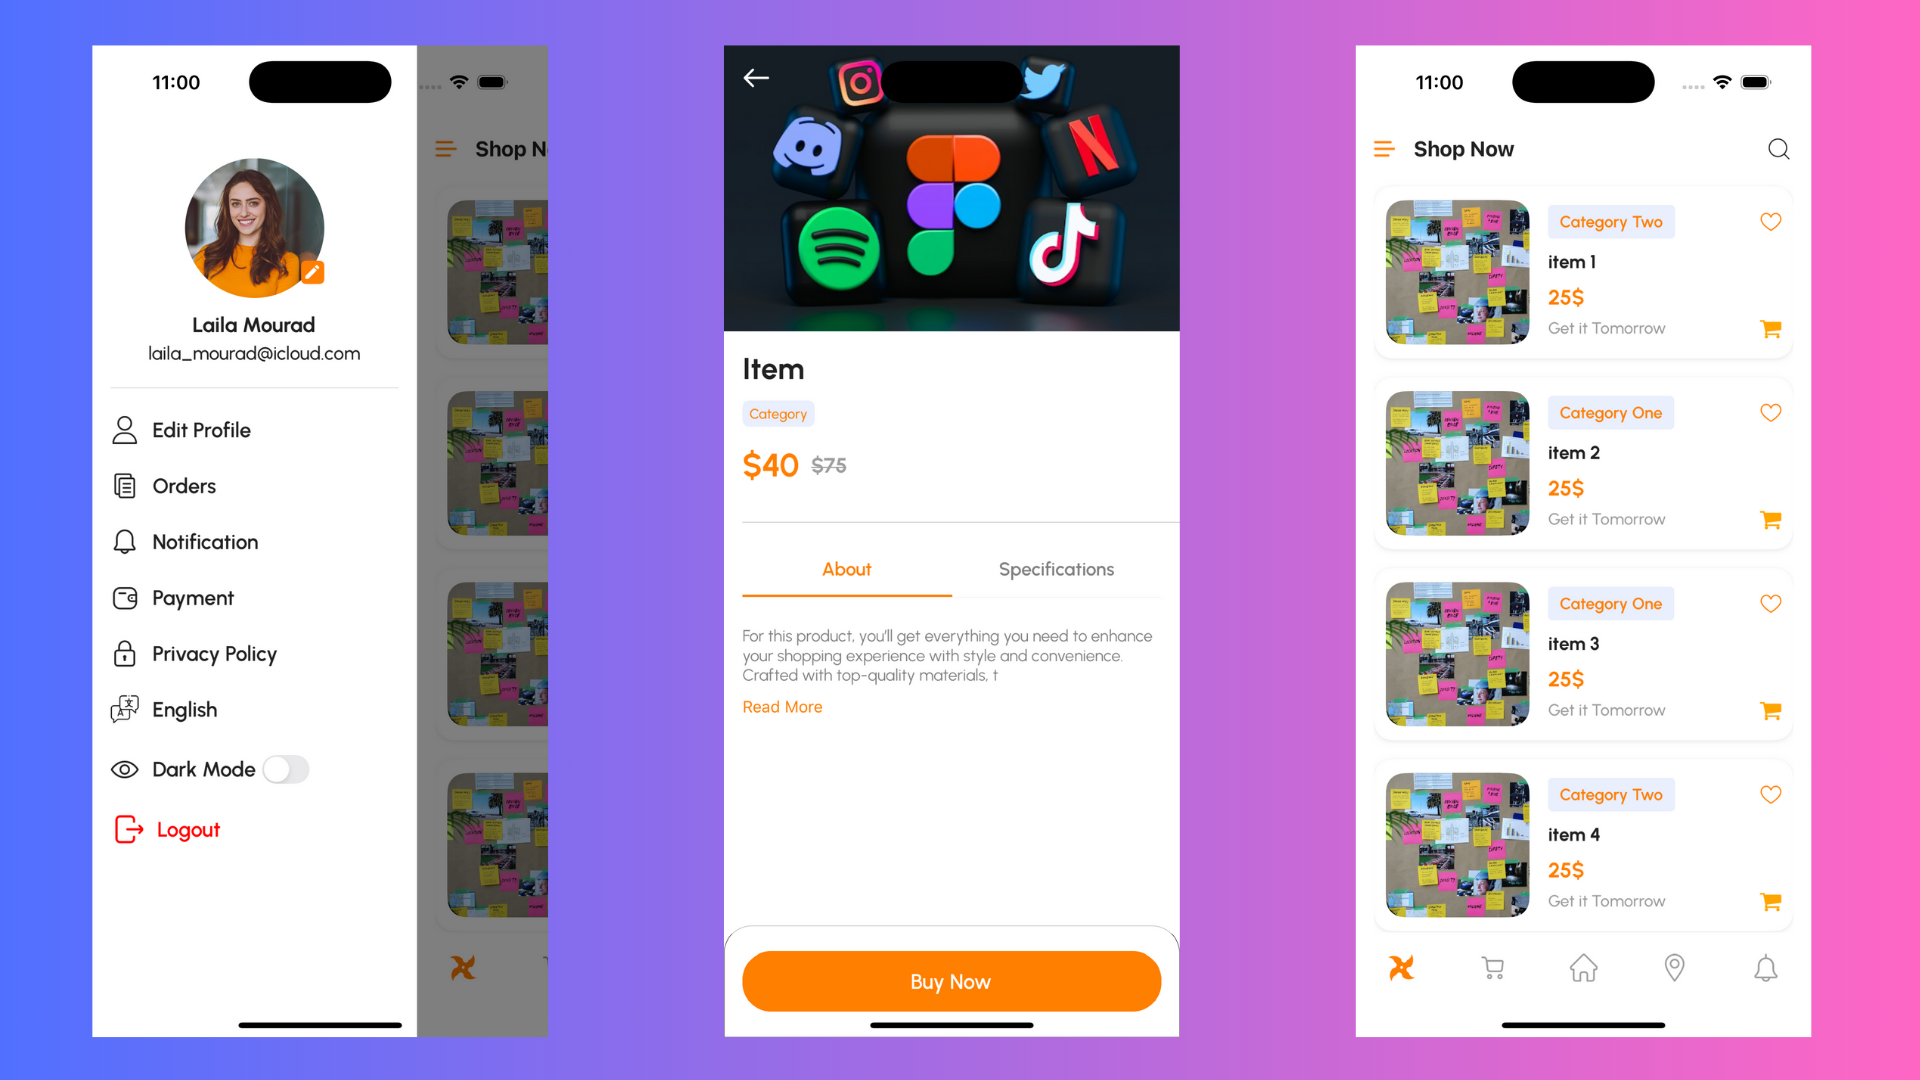 11:00
Shop N
Laila Mourad
laila_mourad@icloud.com
Edit Profile
Orders
Notification
Payment
Privacy Policy
English
Dark Mode
Logout
Item
Category
$40 $75
About Specifications
For this product, you'll get everything you need to enhance
your shopping experience with style and convenience.
Crafted with top-quality materials, t
Read More
Buy Now
11:00
Shop Now
Category Two
item 1
25$
Get it Tomorrow
Category One
item 2
25$
Get it Tomorrow
Category One
item 3
25$
Get it Tomorrow
Category Two
item 4
25$
Get it Tomorrow